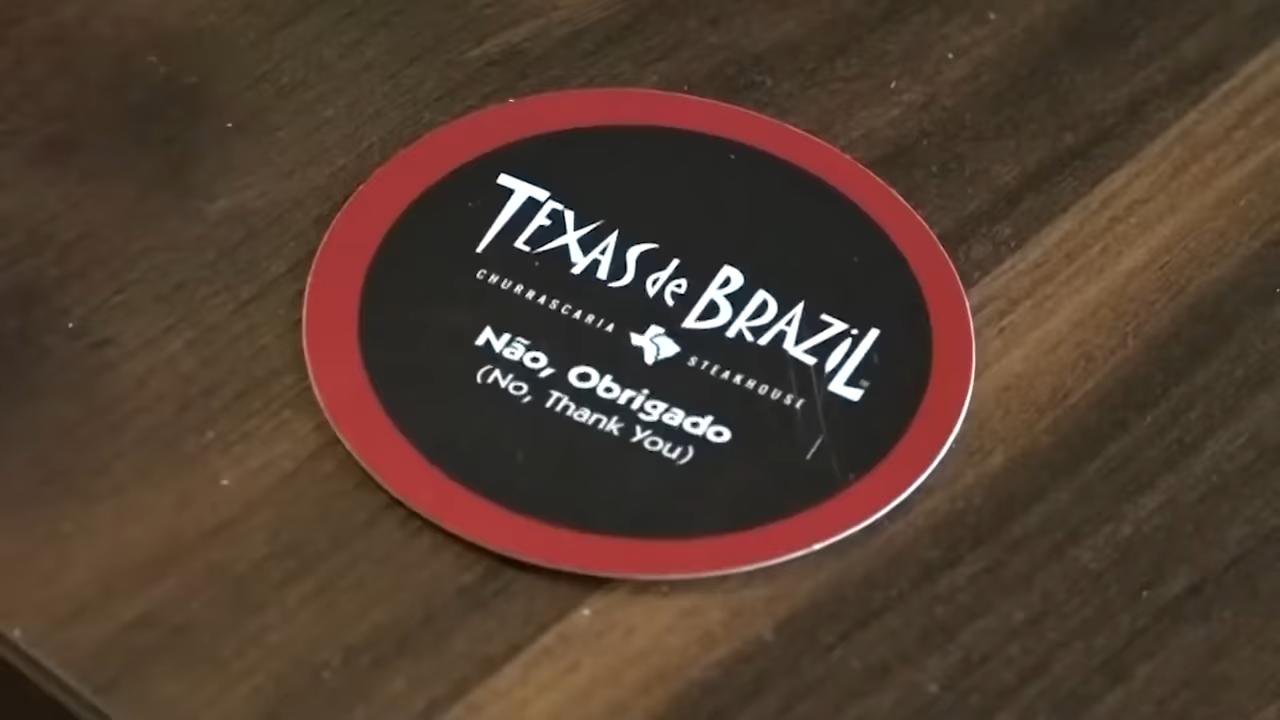 TEXAS de BRAZiL
CHURRASCARIA STEAKHOUSE
Não, Obrigado
(No, Thank You)